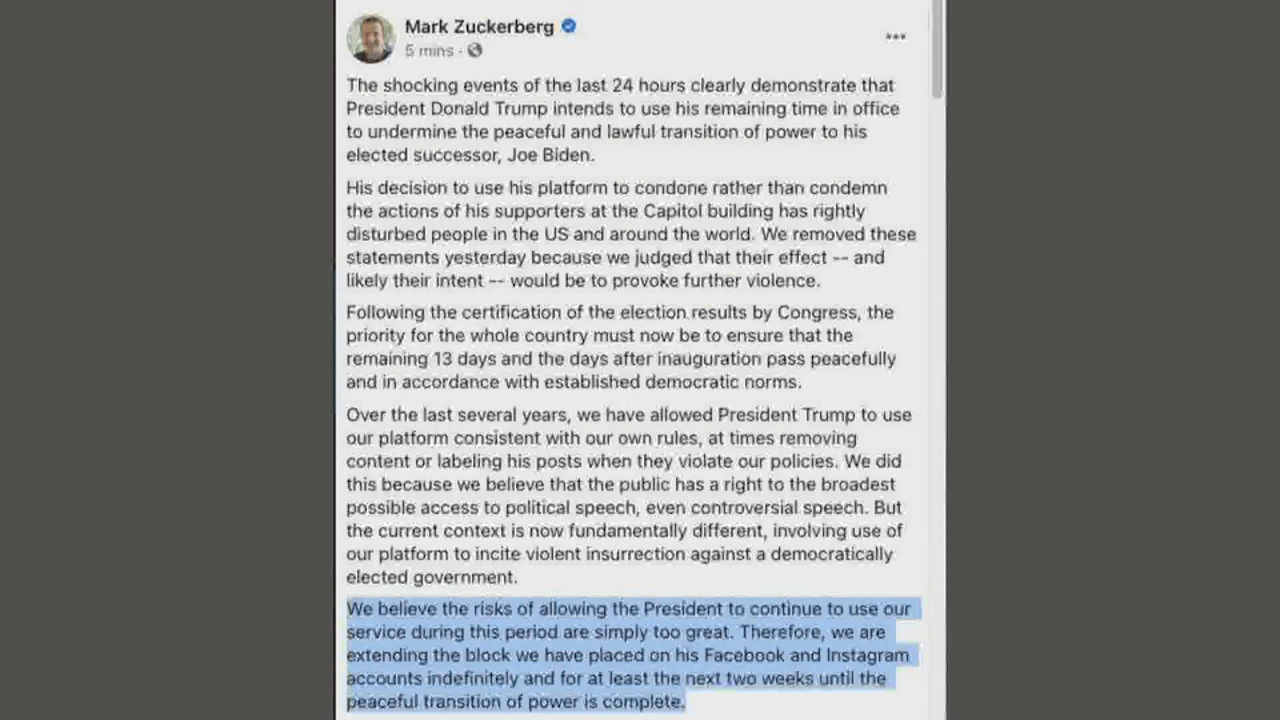 Mark Zuckerberg
5 mins ·
The shocking events of the last 24 hours clearly demonstrate that
President Donald Trump intends to use his remaining time in office
to undermine the peaceful and lawful transition of power to his
elected successor, Joe Biden.
His decision to use his platform to condone rather than condemn
the actions of his supporters at the Capitol building has rightly
disturbed people in the US and around the world. We removed these
statements yesterday because we judged that their effect -- and
likely their intent -- would be to provoke further violence.
Following the certification of the election results by Congress, the
priority for the whole country must now be to ensure that the
remaining 13 days and the days after inauguration pass peacefully
and in accordance with established democratic norms.
Over the last several years, we have allowed President Trump to use
our platform consistent with our own rules, at times removing
content or labeling his posts when they violate our policies. We did
this because we believe that the public has a right to the broadest
possible access to political speech, even controversial speech. But
the current context is now fundamentally different, involving use of
our platform to incite violent insurrection against a democratically
elected government.
We believe the risks of allowing the President to continue to use our
service during this period are simply too great. Therefore, we are
extending the block we have placed on his Facebook and Instagram
accounts indefinitely and for at least the next two weeks until the
peaceful transition of power is complete.